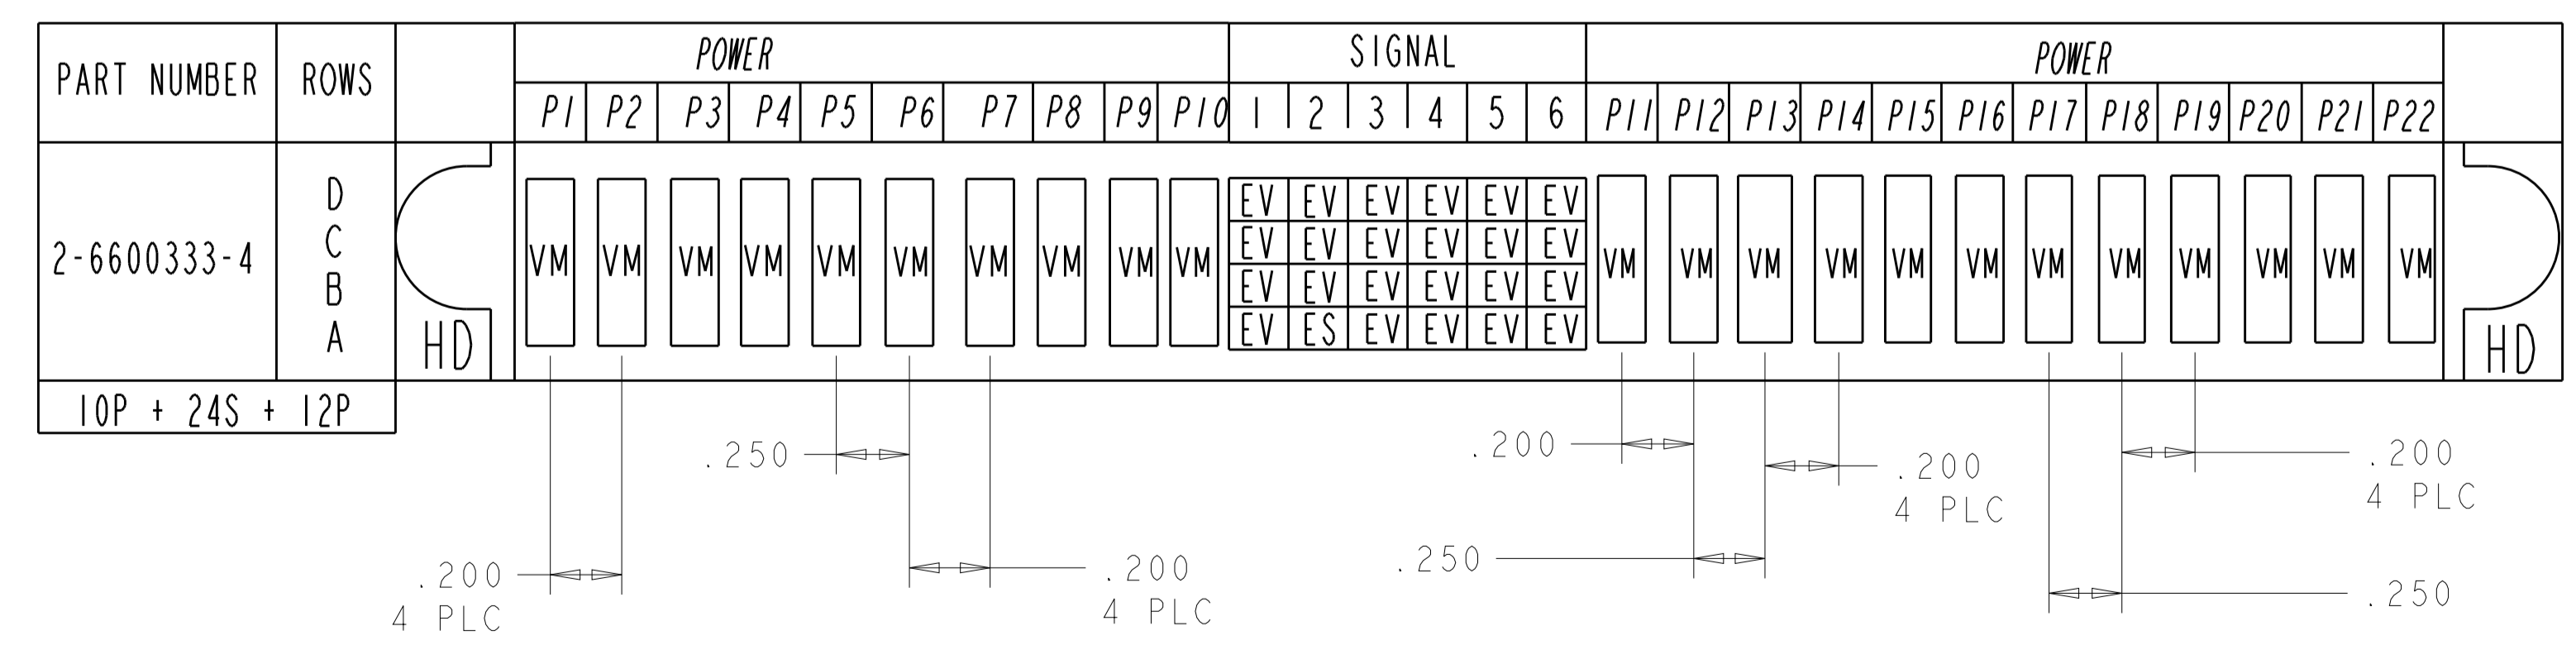 PART NUMBER ROWS POWER SIGNAL POWER
P1 P2 P3 P4 P5 P6 P7 P8 P9 P10 1 2 3 4 5 6 P11 P12 P13 P14 P15 P16 P17 P18 P19 P20 P21 P22
D EV EV EV EV EV EV
C EV EV EV EV EV EV
2-6600333-4 VM VM VM VM VM VM VM VM VM VM VM VM VM VM VM VM VM VM VM VM VM VM
B EV EV EV EV EV EV
A EV ES EV EV EV EV
HD HD
10P + 24S + 12P
.250 .200 .200 .200
4 PLC 4 PLC
.250
.200 .200 .250
4 PLC 4 PLC